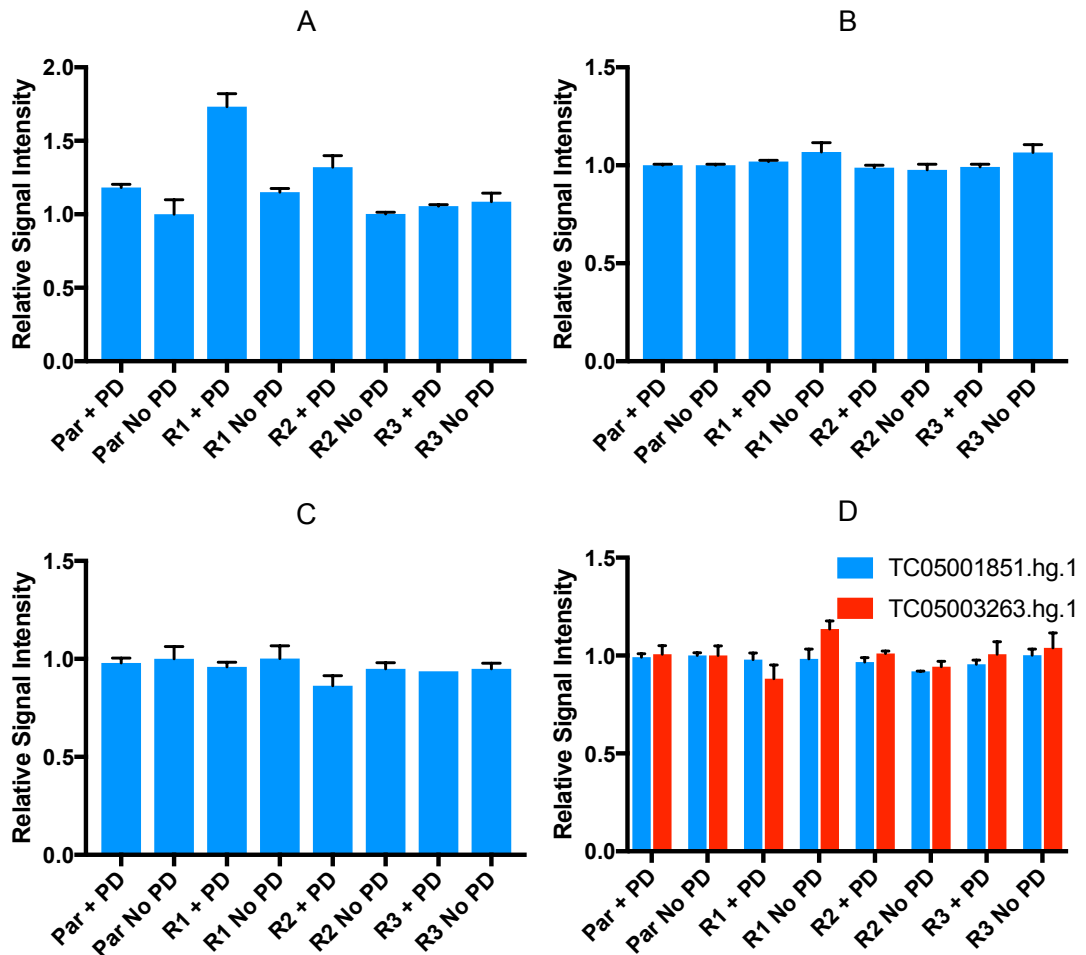 A
Relative Signal Intensity
2.0
1.5
1.0
0.5
0.0
Par + PD
Par No PD
R1 + PD
R1 No PD
R2 + PD
R2 No PD
R3 + PD
R3 No PD
B
Relative Signal Intensity
1.5
1.0
0.5
0.0
Par + PD
Par No PD
R1 + PD
R1 No PD
R2 + PD
R2 No PD
R3 + PD
R3 No PD
C
Relative Signal Intensity
1.5
1.0
0.5
0.0
Par + PD
Par No PD
R1 + PD
R1 No PD
R2 + PD
R2 No PD
R3 + PD
R3 No PD
D
Relative Signal Intensity
1.5
1.0
0.5
0.0
TC05001851.hg.1
TC05003263.hg.1
Par + PD
Par No PD
R1 + PD
R1 No PD
R2 + PD
R2 No PD
R3 + PD
R3 No PD